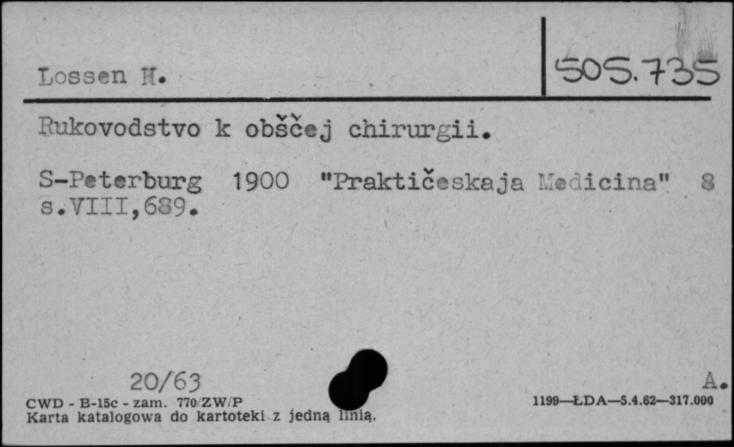 Lossen H.
505.735
Rukovodstvo k obščej chirurgii.
S-Peterburg 1900 "Praktičeskaja Medicina" 8
s.VIII,689.
20/63
A.
CWD - B-15c - zam. 770/ZW/P
1199—ŁDA—5.4.62—317.000
Karta katalogowa do kartoteki z jedną linią.